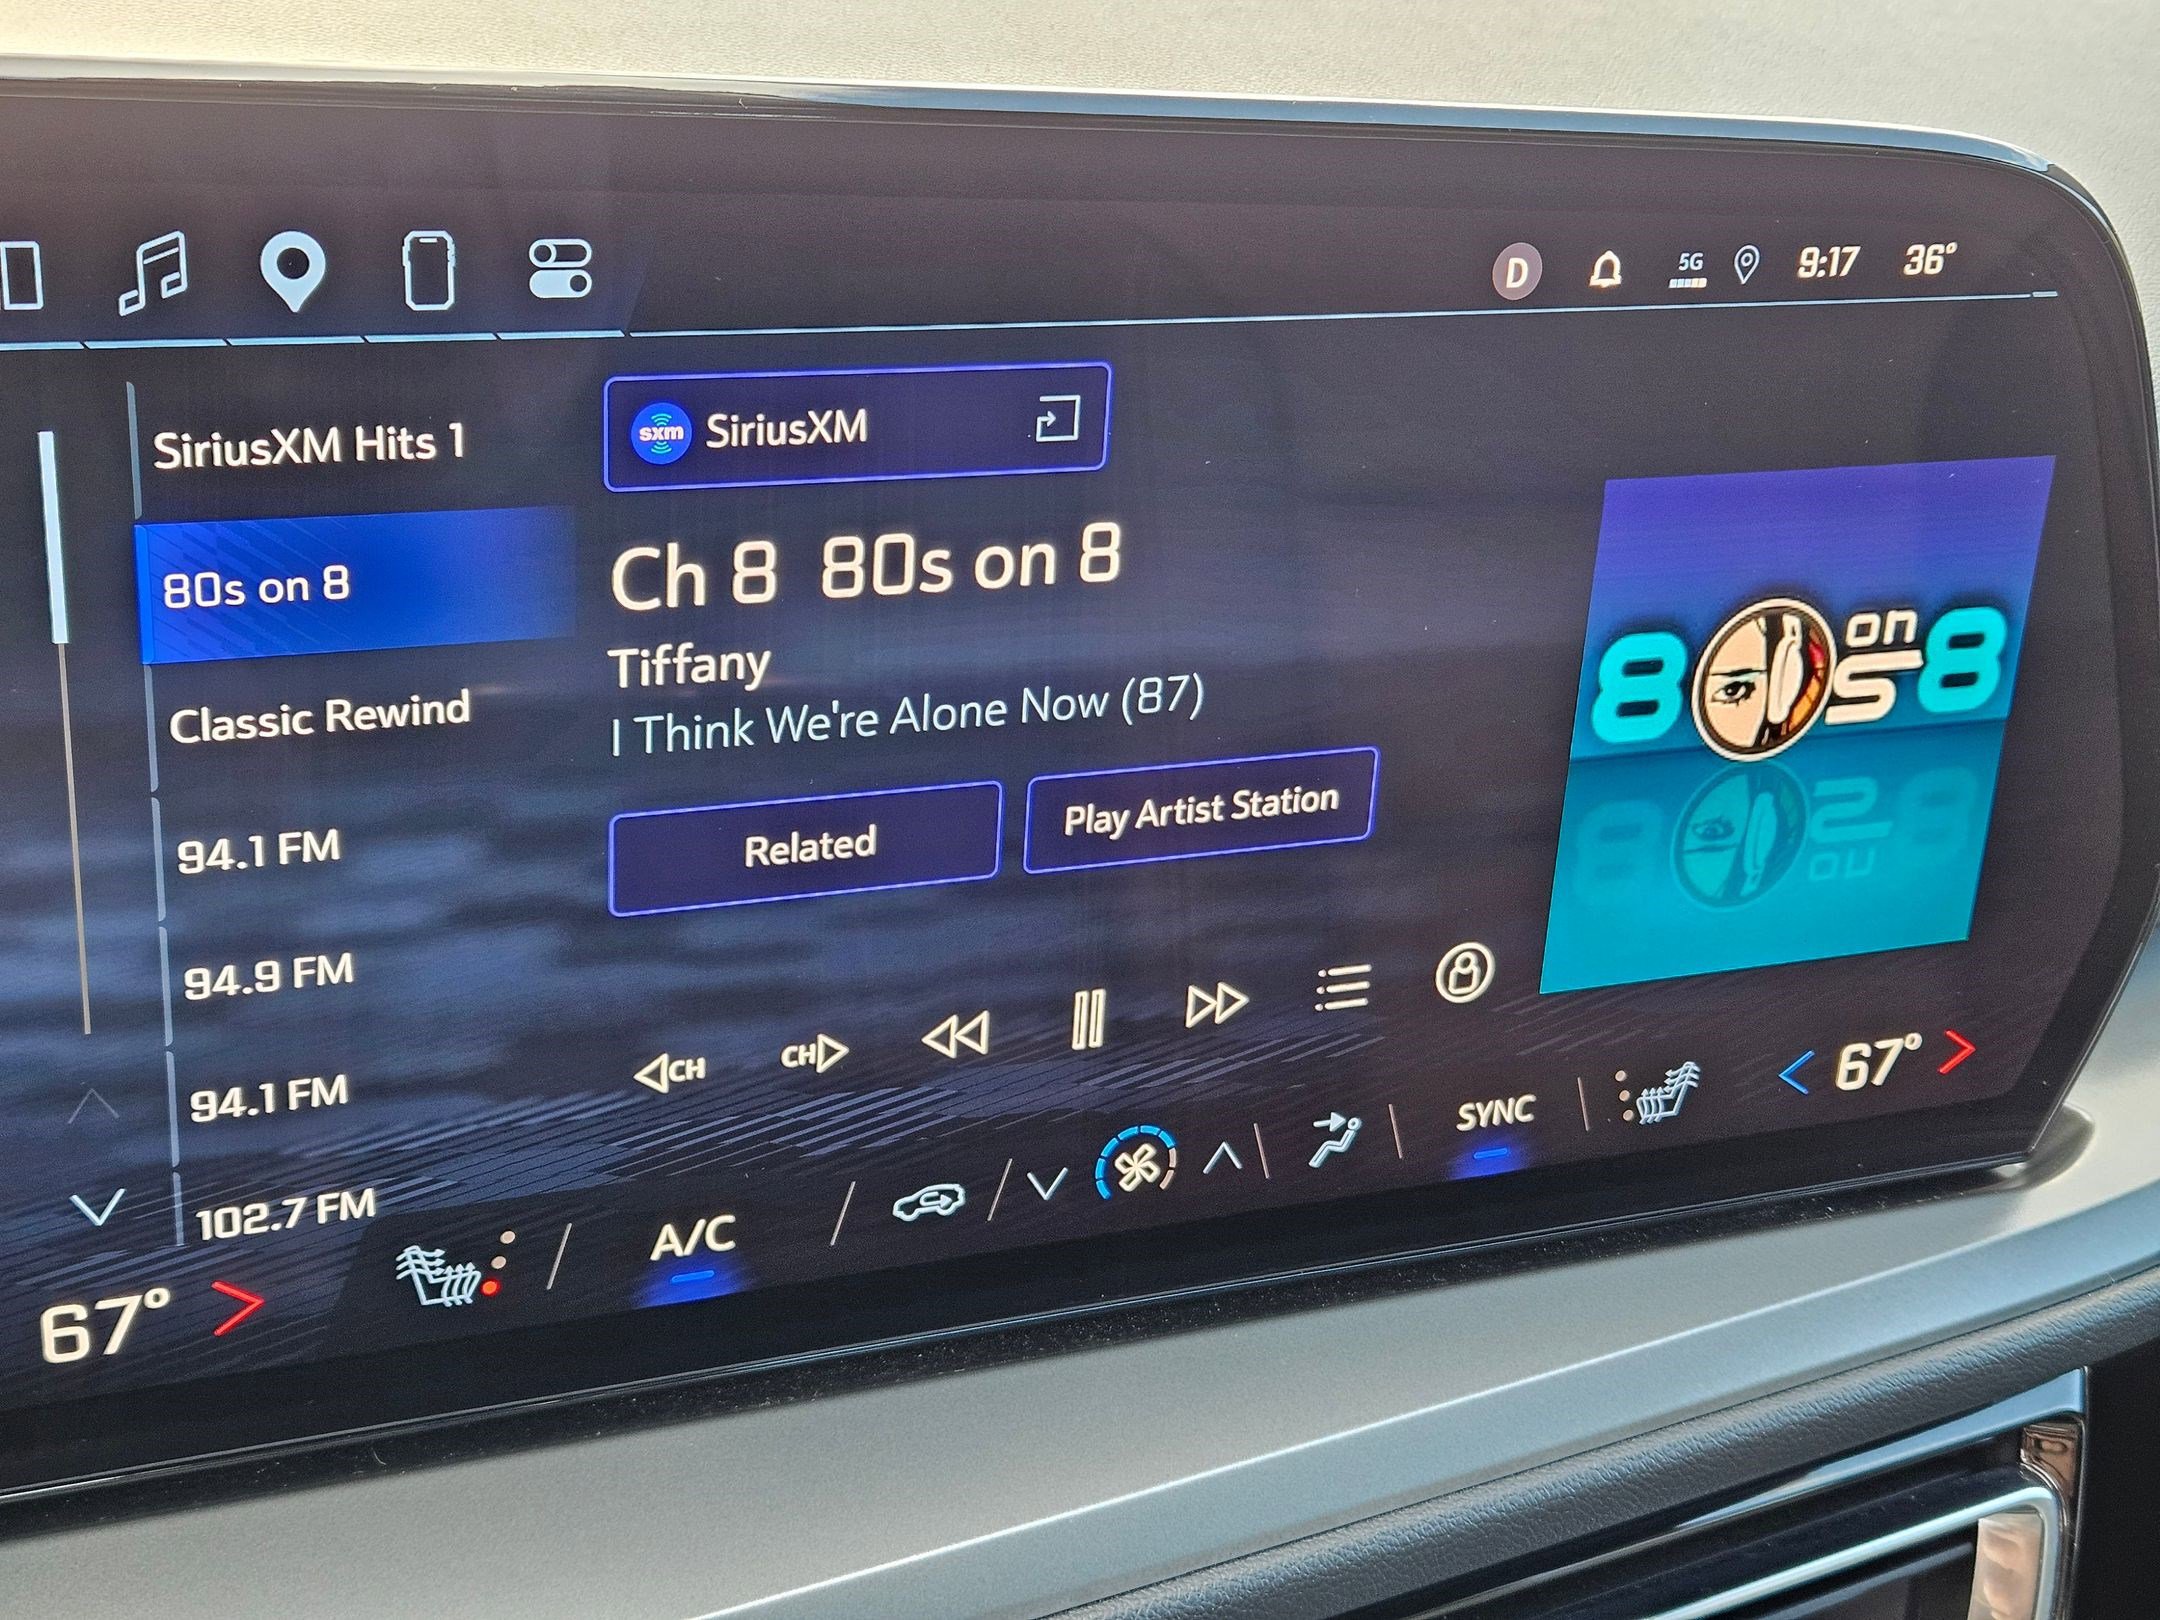 D
5G
9:17
36°
SiriusXM Hits 1
80s on 8
Classic Rewind
94.1 FM
94.9 FM
94.1 FM
102.7 FM
sxm SiriusXM
Ch 8 80s on 8
Tiffany
I Think We're Alone Now (87)
Related
Play Artist Station
80s on 8
CH
CH
67°
A/C
SYNC
67°